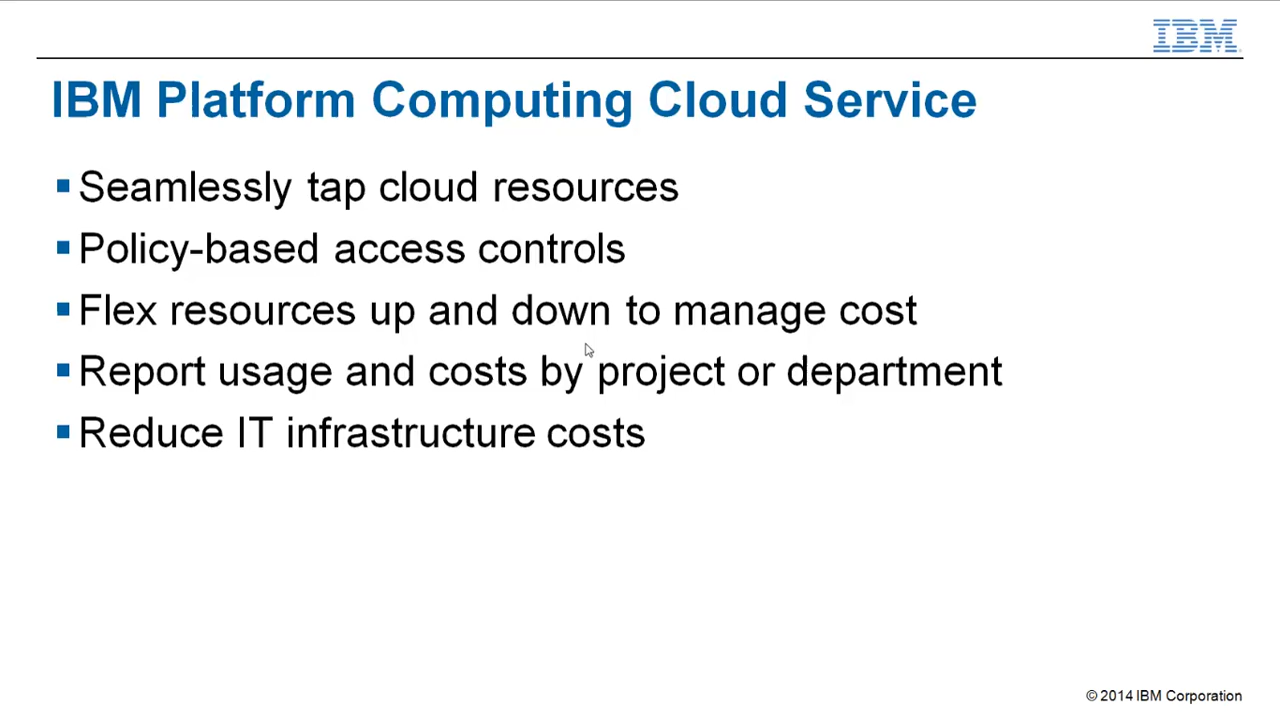 IBM
IBM Platform Computing Cloud Service
Seamlessly tap cloud resources
Policy-based access controls
Flex resources up and down to manage cost
Report usage and costs by project or department
Reduce IT infrastructure costs
© 2014 IBM Corporation